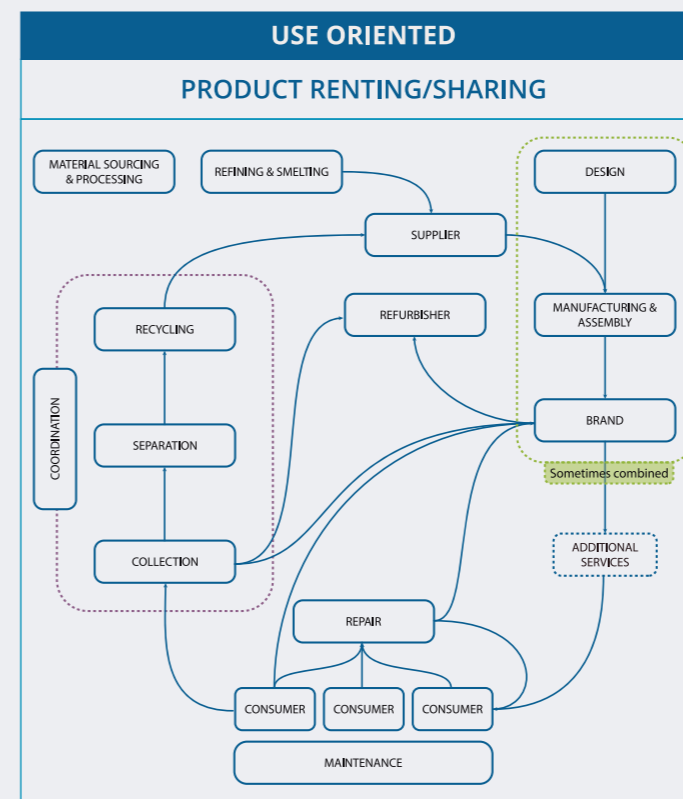 USE ORIENTED
PRODUCT RENTING/SHARING
MATERIAL SOURCING
& PROCESSING
REFINING & SMELTING
DESIGN
SUPPLIER
RECYCLING
REFURBISHER
MANUFACTURING &
ASSEMBLY
COORDINATION
SEPARATION
BRAND
Sometimes combined
COLLECTION
ADDITIONAL
SERVICES
REPAIR
CONSUMER
CONSUMER
CONSUMER
MAINTENANCE